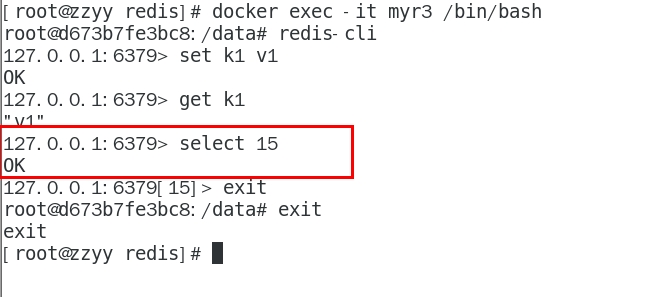 [root@zzyy redis]# docker exec -it myr3 /bin/bash
root@d673b7fe3bc8:/data# redis-cli
127.0.0.1:6379> set k1 v1
OK
127.0.0.1:6379> get k1
"v1"
127.0.0.1:6379> select 15
OK
127.0.0.1:6379[15]> exit
root@d673b7fe3bc8:/data# exit
exit
[root@zzyy redis]#